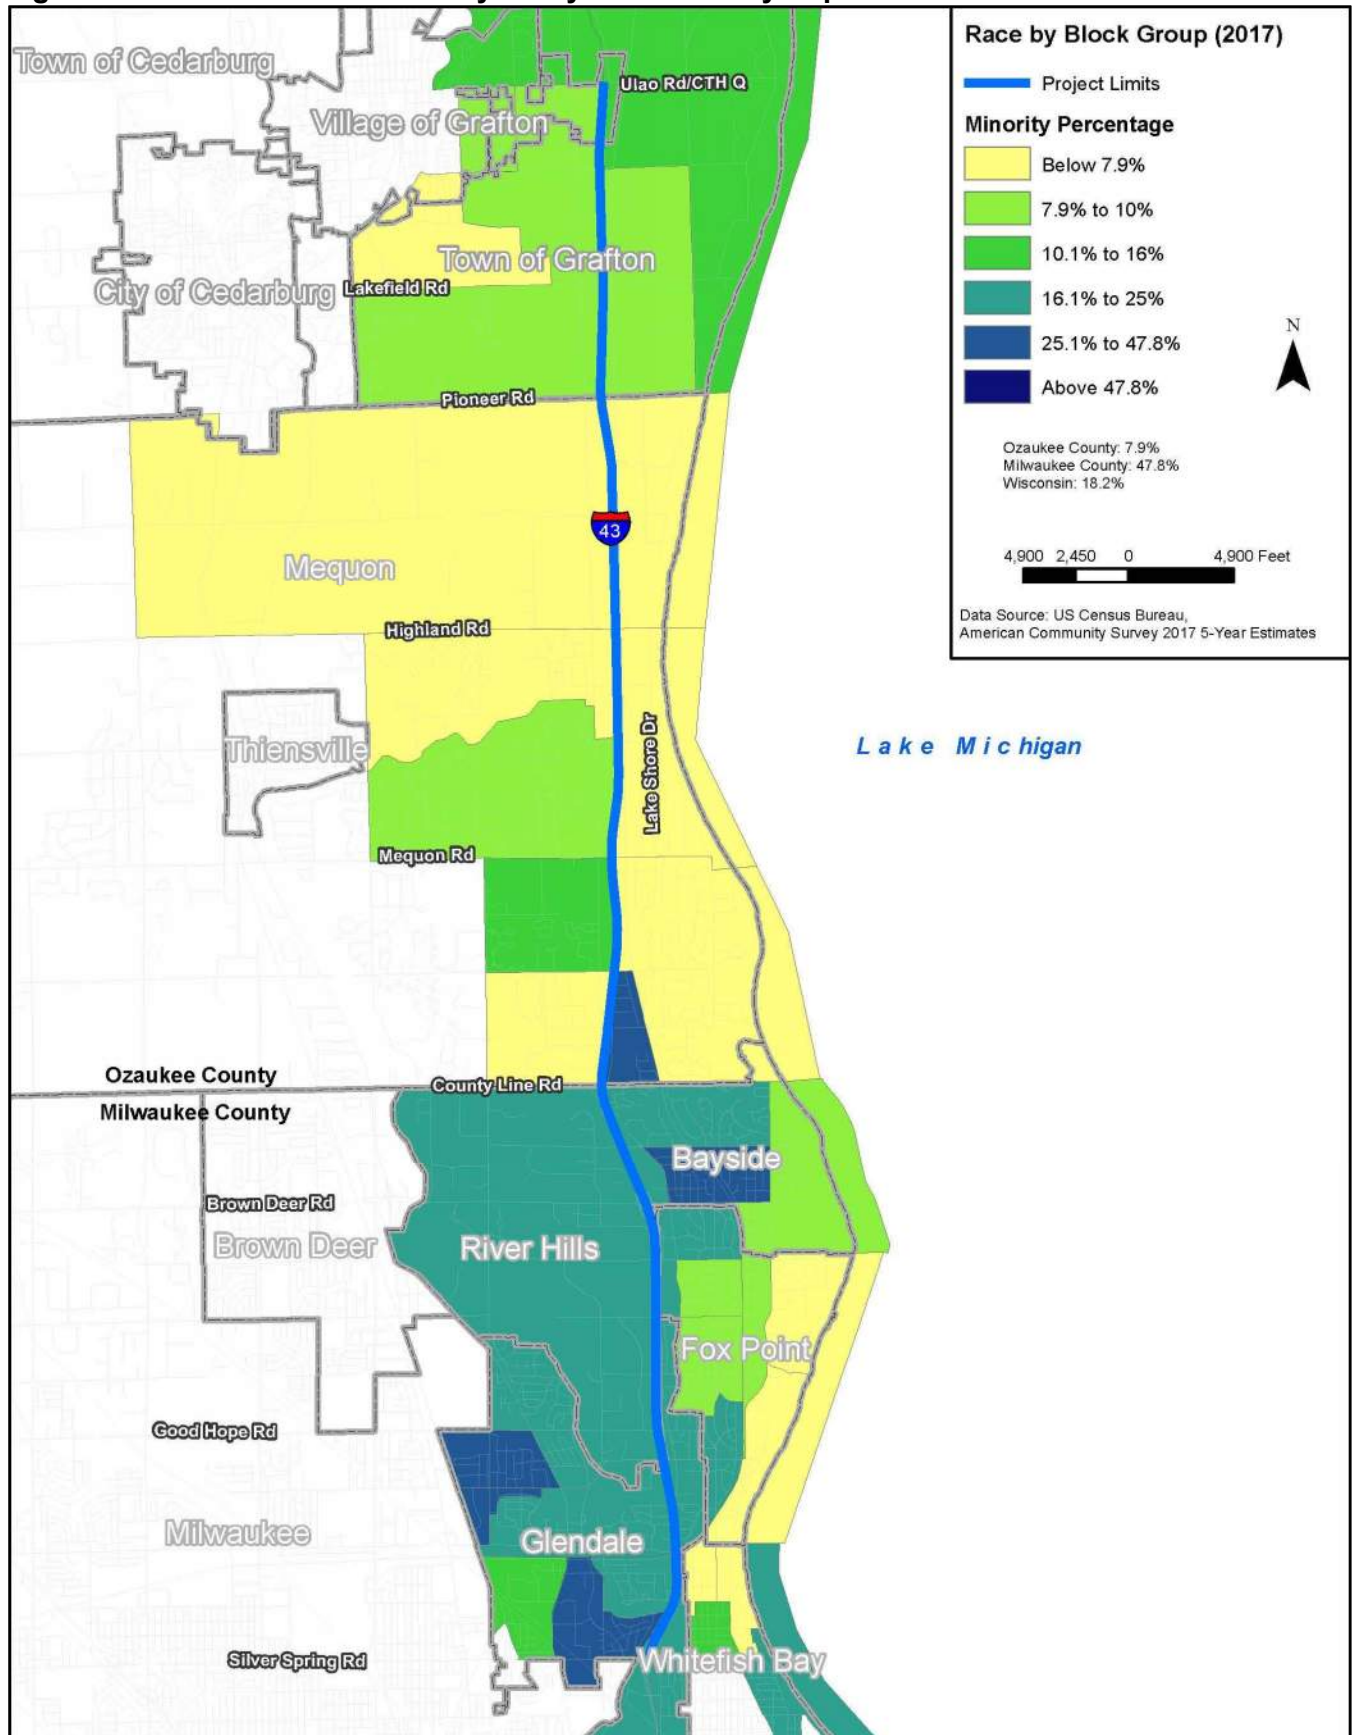 Race by Block Group (2017)
Project Limits
Minority Percentage
Below 7.9%
7.9% to 10%
10.1% to 16%
16.1% to 25%
25.1% to 47.8%
Above 47.8%
N
Ozaukee County: 7.9%
Milwaukee County: 47.8%
Wisconsin: 18.2%
4,900 2,450 0 4,900 Feet
Data Source: US Census Bureau,
American Community Survey 2017 5-Year Estimates
Town of Cedarburg
Ulao Rd/CTH Q
Village of Grafton
Town of Grafton
City of Cedarburg
Lakefield Rd
Pioneer Rd
43
Mequon
Highland Rd
Thiensville
Lake Shore Dr
Lake Michigan
Mequon Rd
Ozaukee County
County Line Rd
Milwaukee County
Bayside
Brown Deer Rd
Brown Deer
River Hills
Fox Point
Good Hope Rd
Milwaukee
Glendale
Silver Spring Rd
Whitefish Bay